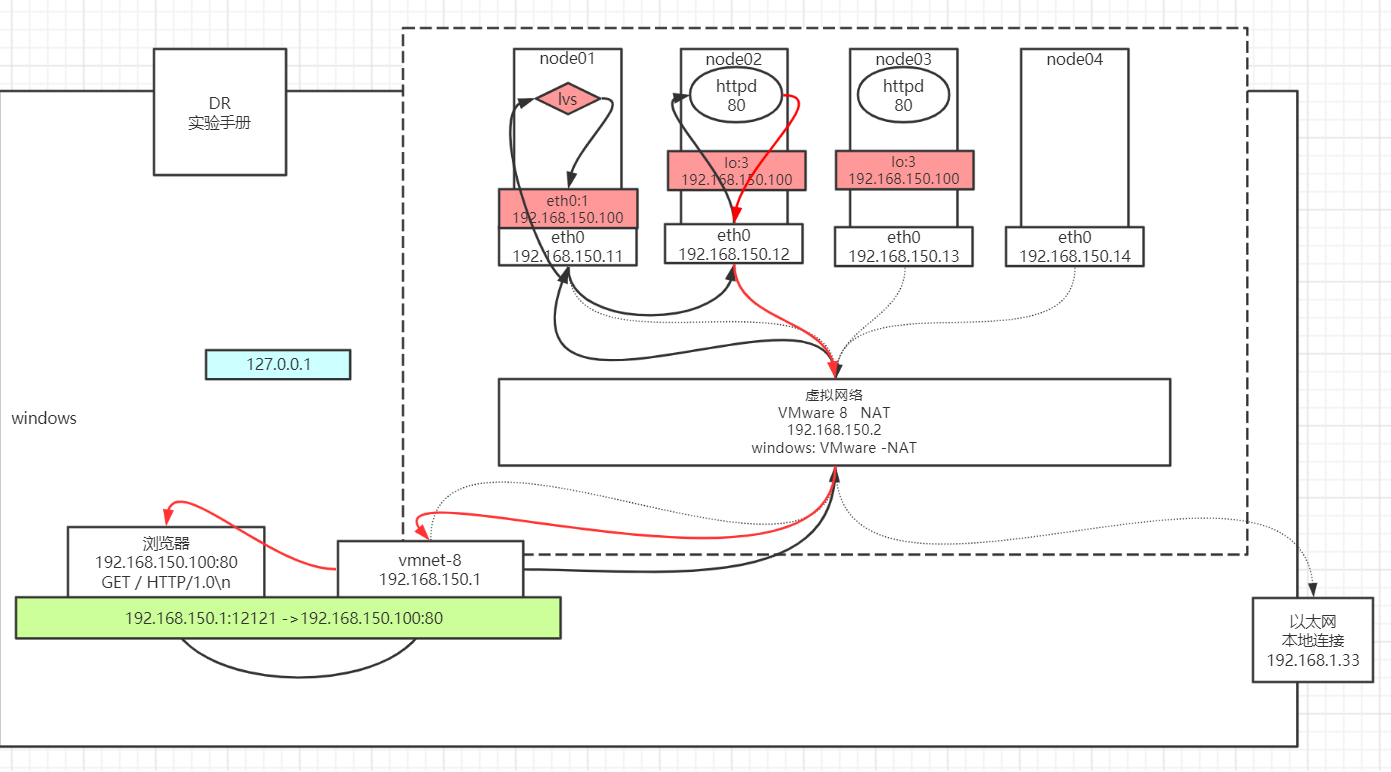 DR
实验手册
node01
lvs
eth0:1
192.168.150.100
eth0
192.168.150.11
node02
httpd
80
lo:3
192.168.150.100
eth0
192.168.150.12
node03
httpd
80
lo:3
192.168.150.100
eth0
192.168.150.13
node04
eth0
192.168.150.14
127.0.0.1
windows
虚拟网络
VMware 8 NAT
192.168.150.2
windows: VMware -NAT
浏览器
192.168.150.100:80
GET / HTTP/1.0\n
vmnet-8
192.168.150.1
192.168.150.1:12121 ->192.168.150.100:80
以太网
本地连接
192.168.1.33